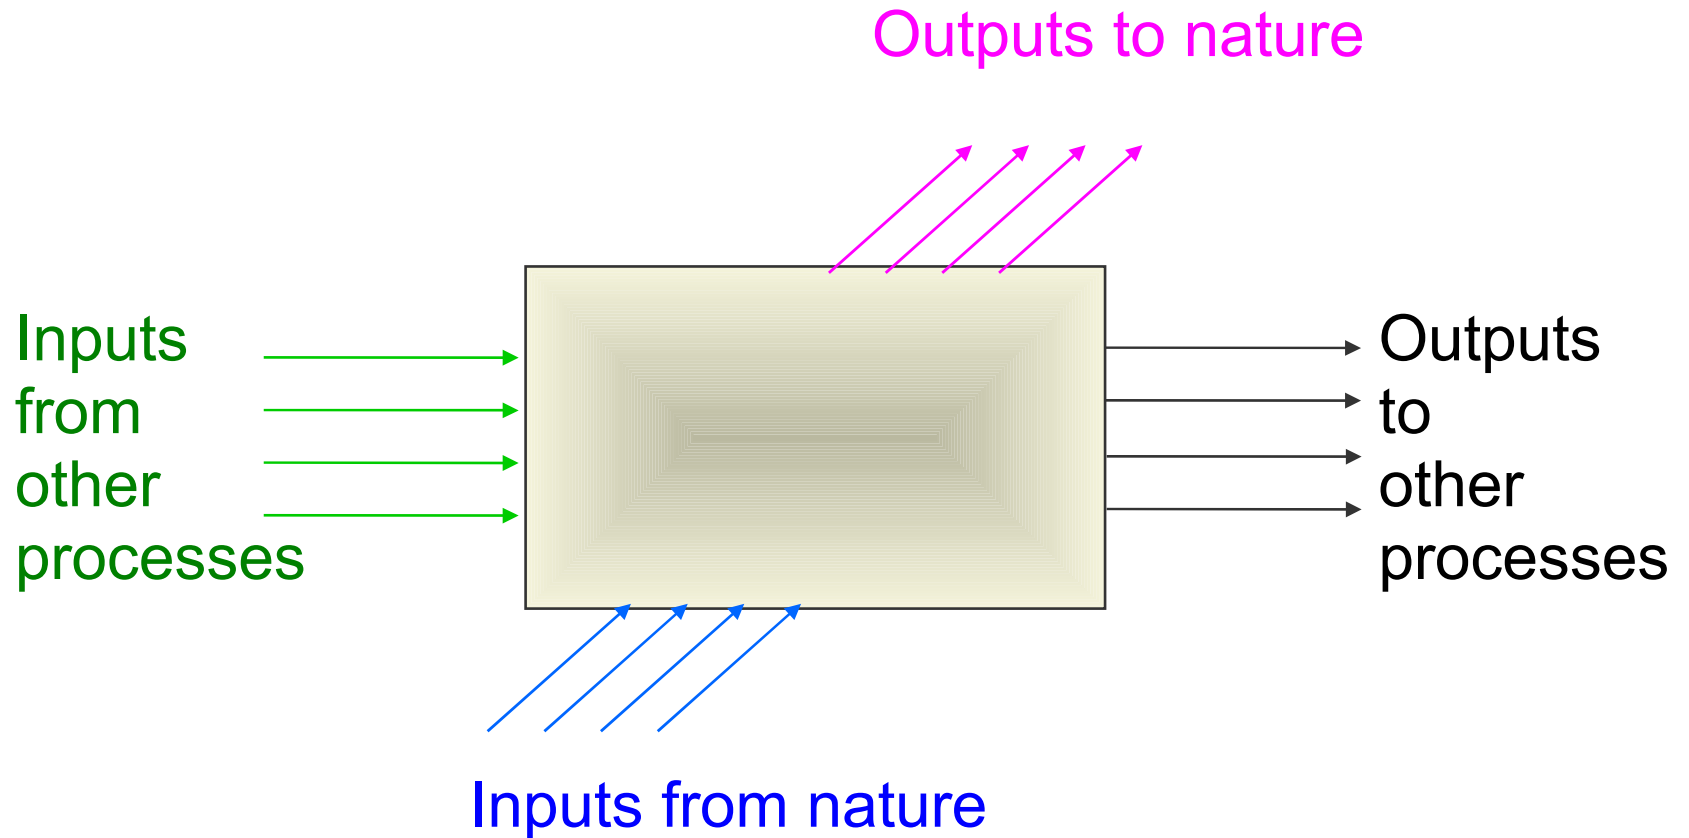 Outputs to nature
Inputs
from
other
processes
Outputs
to
other
processes
Inputs from nature